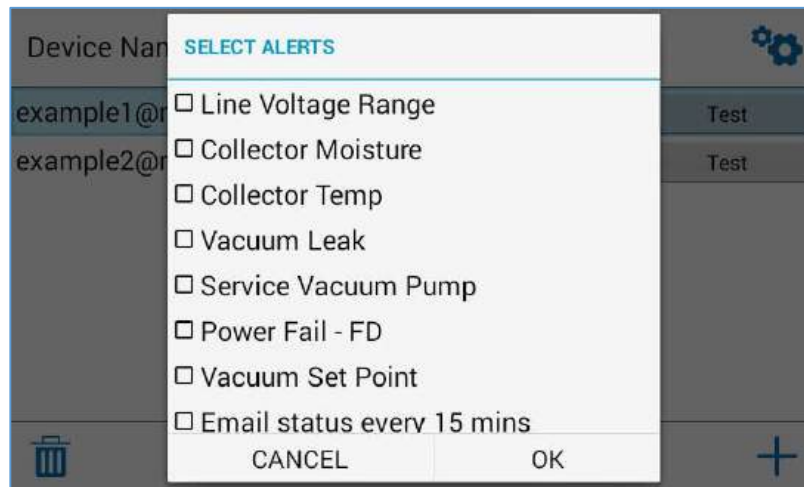 Device Nan
SELECT ALERTS
example1@r
Test
example2@r
Test
Line Voltage Range
Collector Moisture
Collector Temp
Vacuum Leak
Service Vacuum Pump
Power Fail - FD
Vacuum Set Point
Email status every 15 mins
CANCEL
OK